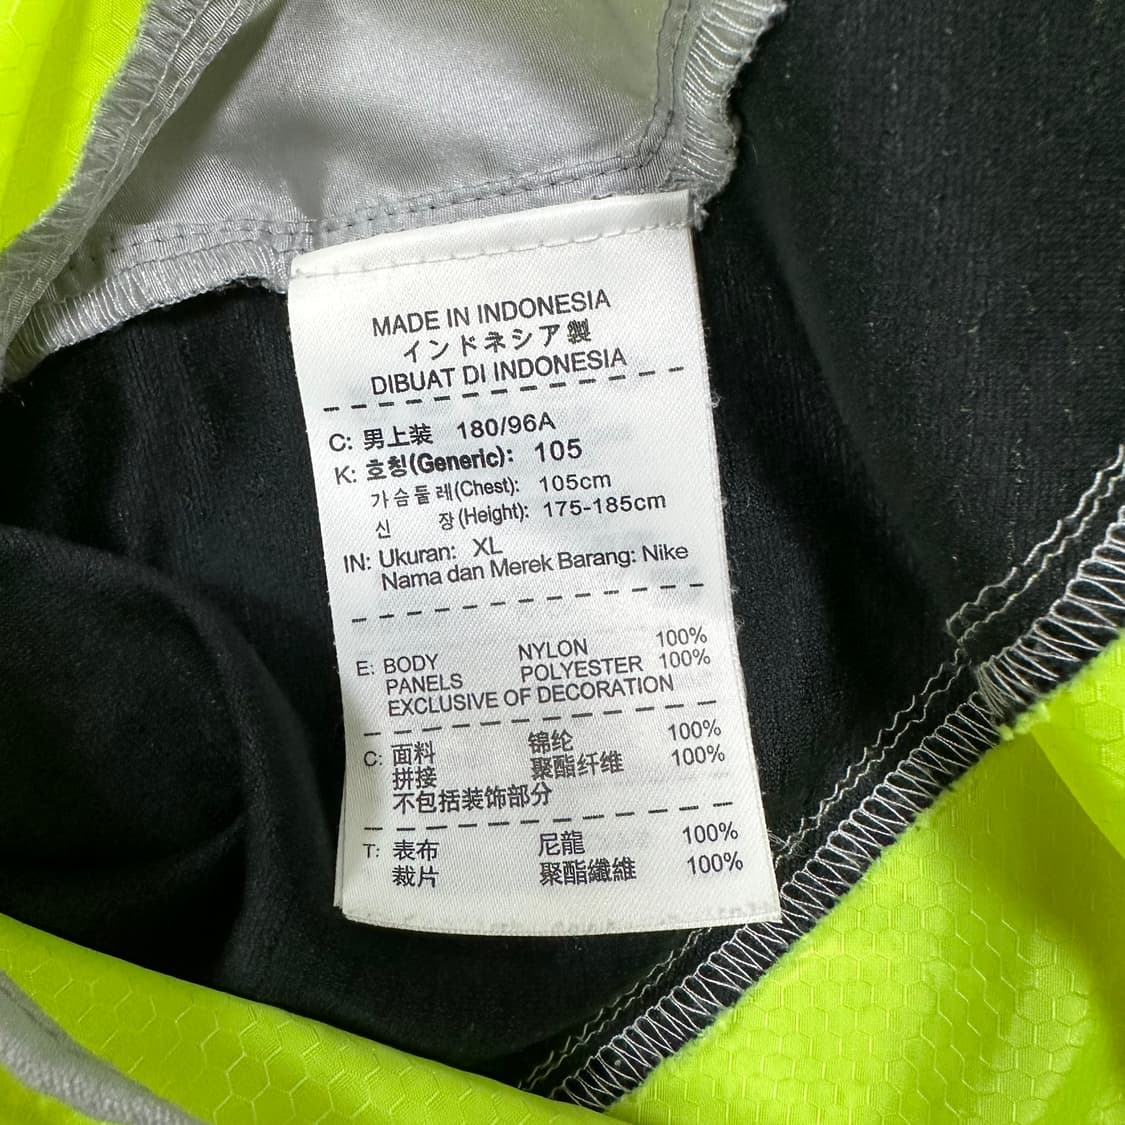 MADE IN INDONESIA
インドネシア製
DIBUAT DI INDONESIA
C: 男上装 180/96A
K: 호칭(Generic): 105
가슴둘레(Chest): 105cm
신 장(Height): 175-185cm
IN: Ukuran: XL
Nama dan Merek Barang: Nike
E: BODY NYLON 100%
PANELS POLYESTER 100%
EXCLUSIVE OF DECORATION
C: 面料 锦纶 100%
拼接 聚酯纤维 100%
不包括装饰部分
T: 表布 尼龍 100%
裁片 聚酯纖維 100%